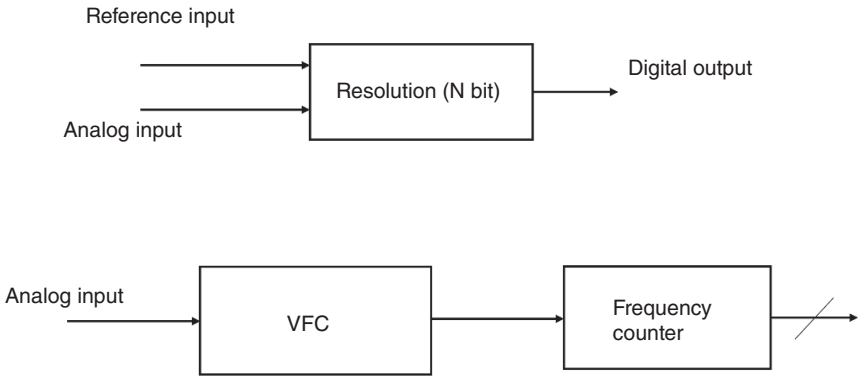 Reference input
Resolution (N bit)
Digital output
Analog input
Analog input
VFC
Frequency
counter